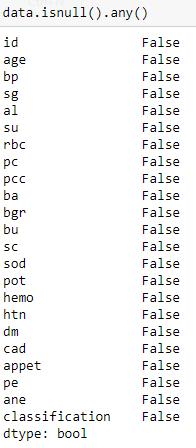 data.isnull().any()
id False
age False
bp False
sg False
al False
su False
rbc False
pc False
pcc False
ba False
bgr False
bu False
sc False
sod False
pot False
hemo False
htn False
dm False
cad False
appet False
pe False
ane False
classification False
dtype: bool